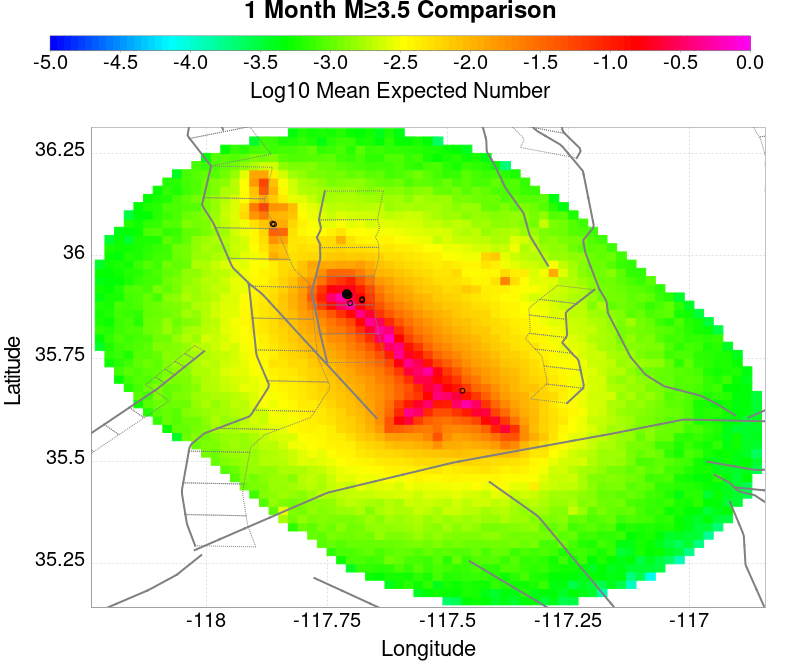 1 Month M≥3.5 Comparison
-5.0 -4.5 -4.0 -3.5 -3.0 -2.5 -2.0 -1.5 -1.0 -0.5 0.0
Log10 Mean Expected Number
36.25
36
35.75
35.5
35.25
Latitude
-118 -117.75 -117.5 -117.25 -117
Longitude